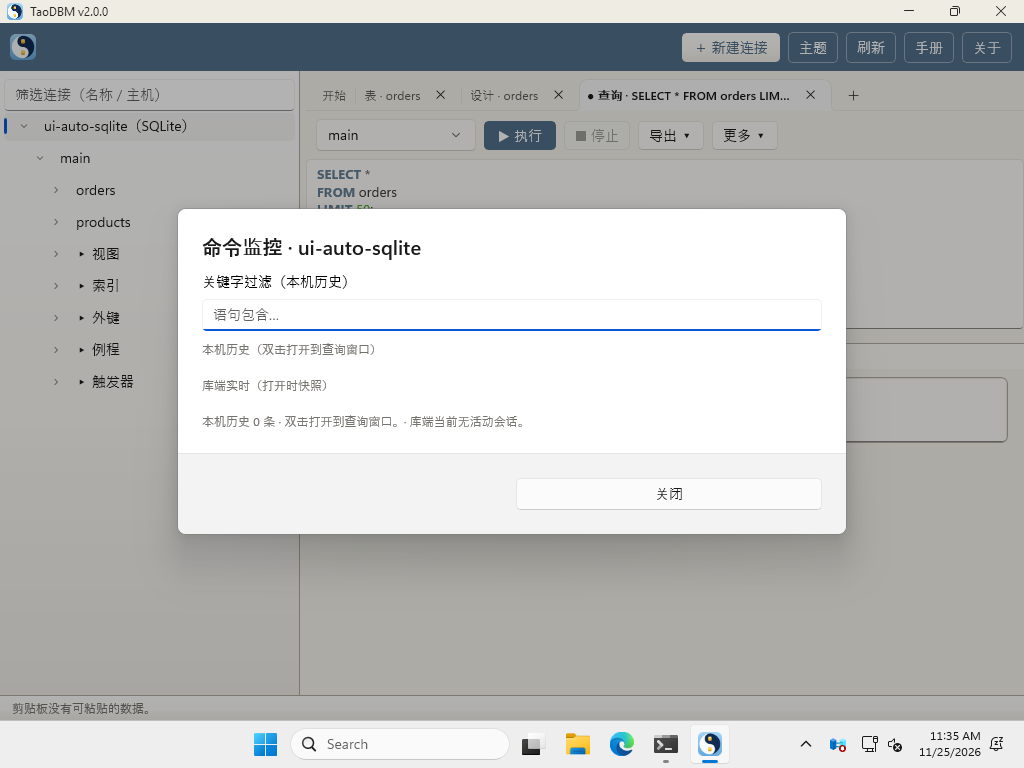 TaoDBM v2.0.0
+ 新建连接
主题
刷新
手册
关于
筛选连接（名称 / 主机）
ui-auto-sqlite（SQLite）
main
orders
products
视图
索引
外键
例程
触发器
开始
表 · orders
设计 · orders
• 查询 · SELECT * FROM orders LIM...
main
执行
停止
导出
更多
SELECT *
FROM orders
LIMIT 50;
命令监控 · ui-auto-sqlite
关键字过滤（本机历史）
语句包含...
本机历史（双击打开到查询窗口）
库端实时（打开时快照）
本机历史 0 条 · 双击打开到查询窗口。· 库端当前无活动会话。
关闭
剪贴板没有可粘贴的数据。
Search
11:35 AM
11/25/2026